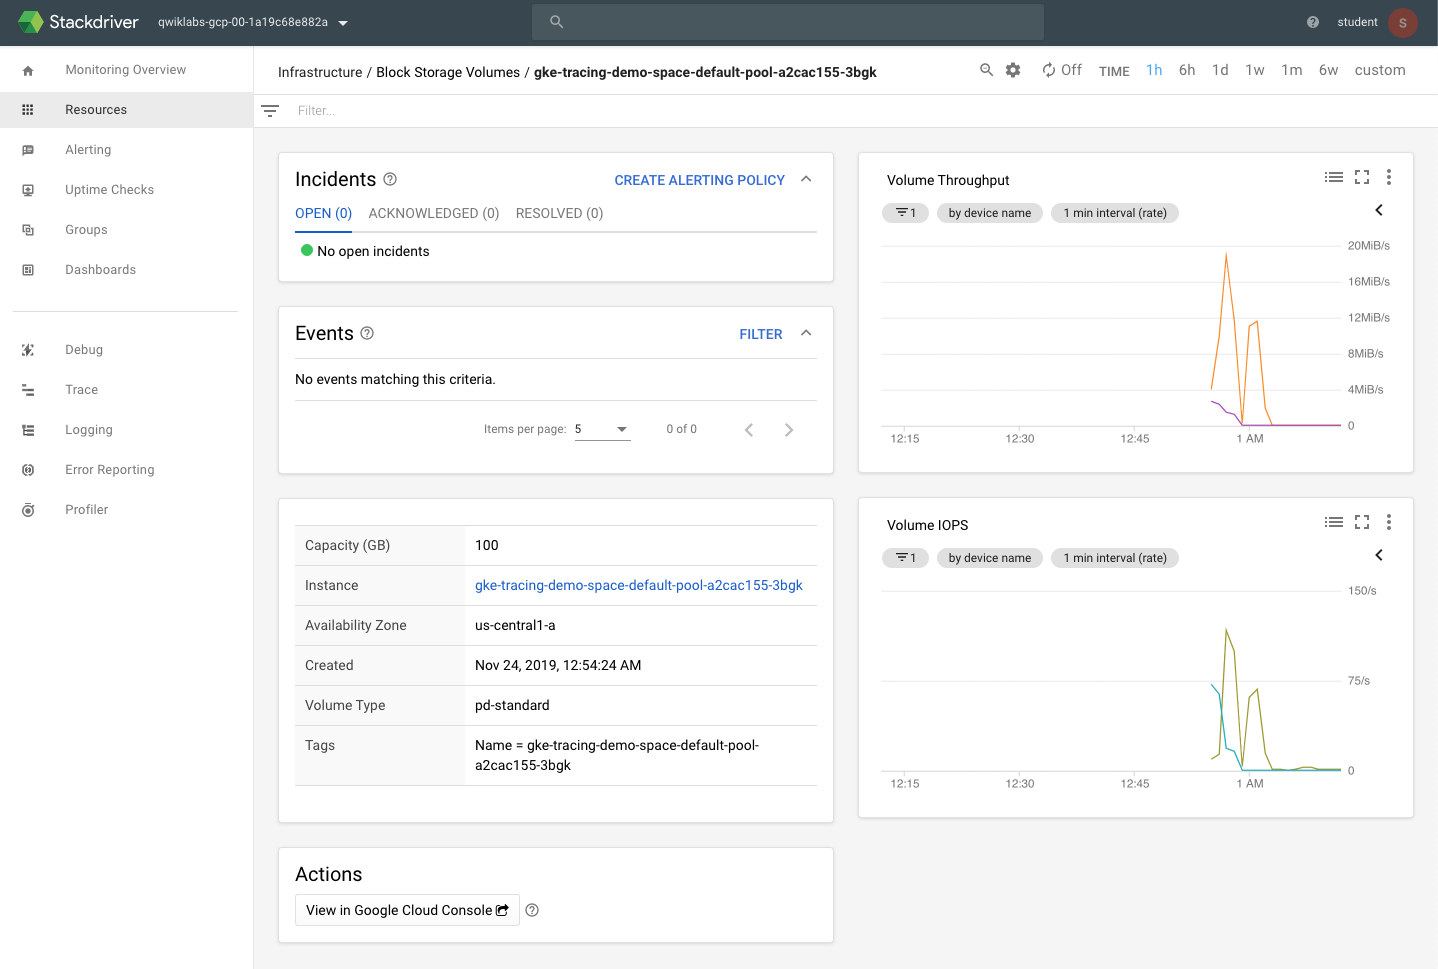 Stackdriver
qwiklabs-gcp-00-1a19c68e882a
student
S
Monitoring Overview
Resources
Alerting
Uptime Checks
Groups
Dashboards
Debug
Trace
Logging
Error Reporting
Profiler
Infrastructure / Block Storage Volumes / gke-tracing-demo-space-default-pool-a2cac155-3bgk
Off TIME 1h 6h 1d 1w 1m 6w custom
Filter...
Incidents
CREATE ALERTING POLICY
OPEN (0) ACKNOWLEDGED (0) RESOLVED (0)
No open incidents
Events
FILTER
No events matching this criteria.
Items per page: 5 0 of 0
Capacity (GB) 100
Instance gke-tracing-demo-space-default-pool-a2cac155-3bgk
Availability Zone us-central1-a
Created Nov 24, 2019, 12:54:24 AM
Volume Type pd-standard
Tags Name = gke-tracing-demo-space-default-pool-
a2cac155-3bgk
Actions
View in Google Cloud Console
Volume Throughput
1 by device name 1 min interval (rate)
20MiB/s
16MiB/s
12MiB/s
8MiB/s
4MiB/s
0
12:15 12:30 12:45 1 AM
Volume IOPS
1 by device name 1 min interval (rate)
150/s
75/s
0
12:15 12:30 12:45 1 AM